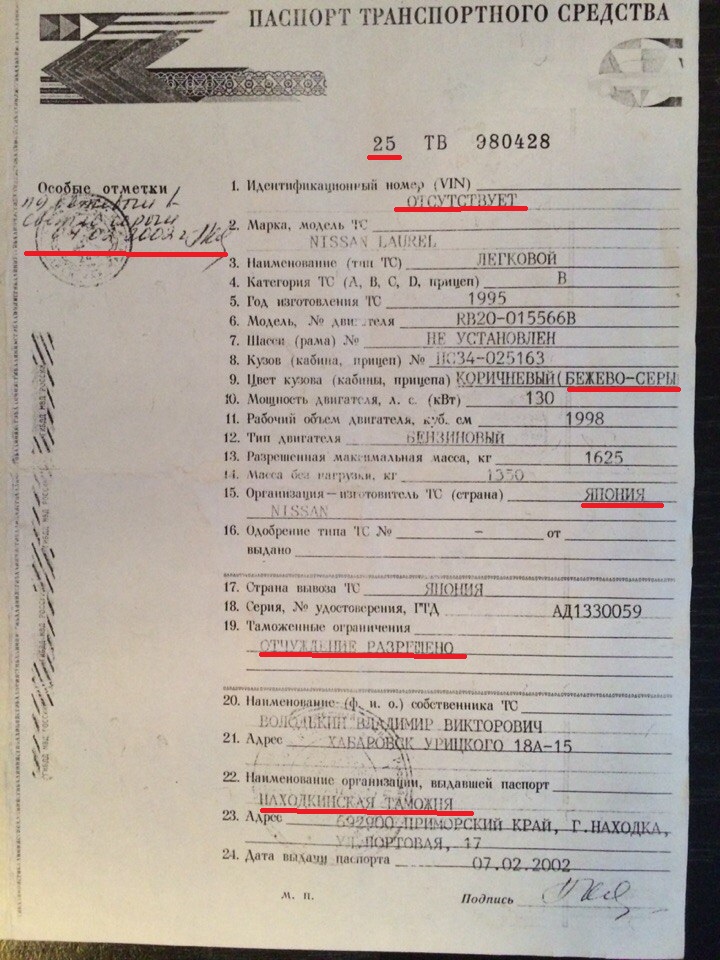 ПАСПОРТ ТРАНСПОРТНОГО СРЕДСТВА
25 ТВ 980428
Особые отметки
1. Идентификационный номер (VIN)
ОТСУТСТВУЕТ
2. Марка, модель ТС
NISSAN LAUREL
3. Наименование (тип ТС) ЛЕГКОВОЙ
4. Категория ТС (А, В, С, D, прицеп) В
5. Год изготовления ТС 1995
6. Модель, № двигателя RB20-015566B
7. Шасси (рама) № НЕ УСТАНОВЛЕН
8. Кузов (кабина, прицеп) № HC34-025163
9. Цвет кузова (кабины, прицепа) КОРИЧНЕВЫЙ(БЕЖЕВО-СЕРЫ
10. Мощность двигателя, л. с. (кВт) 130
11. Рабочий объем двигателя, куб. см 1998
12. Тип двигателя БЕНЗИНОВЫЙ
13. Разрешенная максимальная масса, кг 1625
14. Масса без нагрузки, кг 1350
15. Организация—изготовитель ТС (страна) ЯПОНИЯ
NISSAN
16. Одобрение типа ТС № – от
выдано
17. Страна вывоза ТС ЯПОНИЯ
18. Серия, № удостоверения, ГТД АД1330059
19. Таможенные ограничения
ОТЧУЖДЕНИЕ РАЗРЕШЕНО
20. Наименование (ф. и. о.) собственника ТС
ВЛАДИМИР ВИКТОРОВИЧ
21. Адрес ХАБАРОВСК УРИЦКОГО 18А-15
22. Наименование организации, выдавшей паспорт
НАХОДКИНСКАЯ ТАМОЖНЯ
23. Адрес 692900 ПРИМОРСКИЙ КРАЙ, Г.НАХОДКА,
УЛ.ПОРТОВАЯ, 17
24. Дата выдачи паспорта 07.02.2002
м. п. Подпись